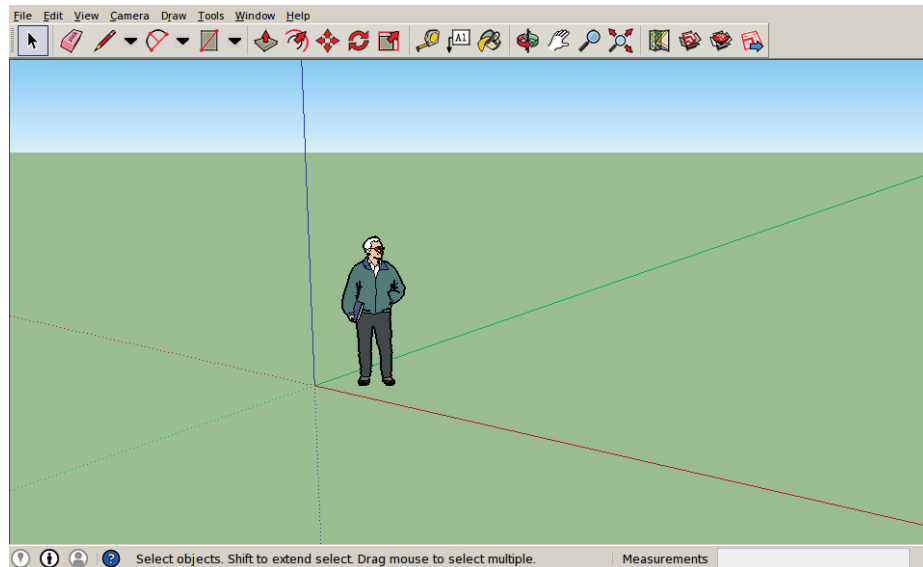 File Edit View Camera Draw Tools Window Help
A1
Select objects. Shift to extend select. Drag mouse to select multiple. Measurements